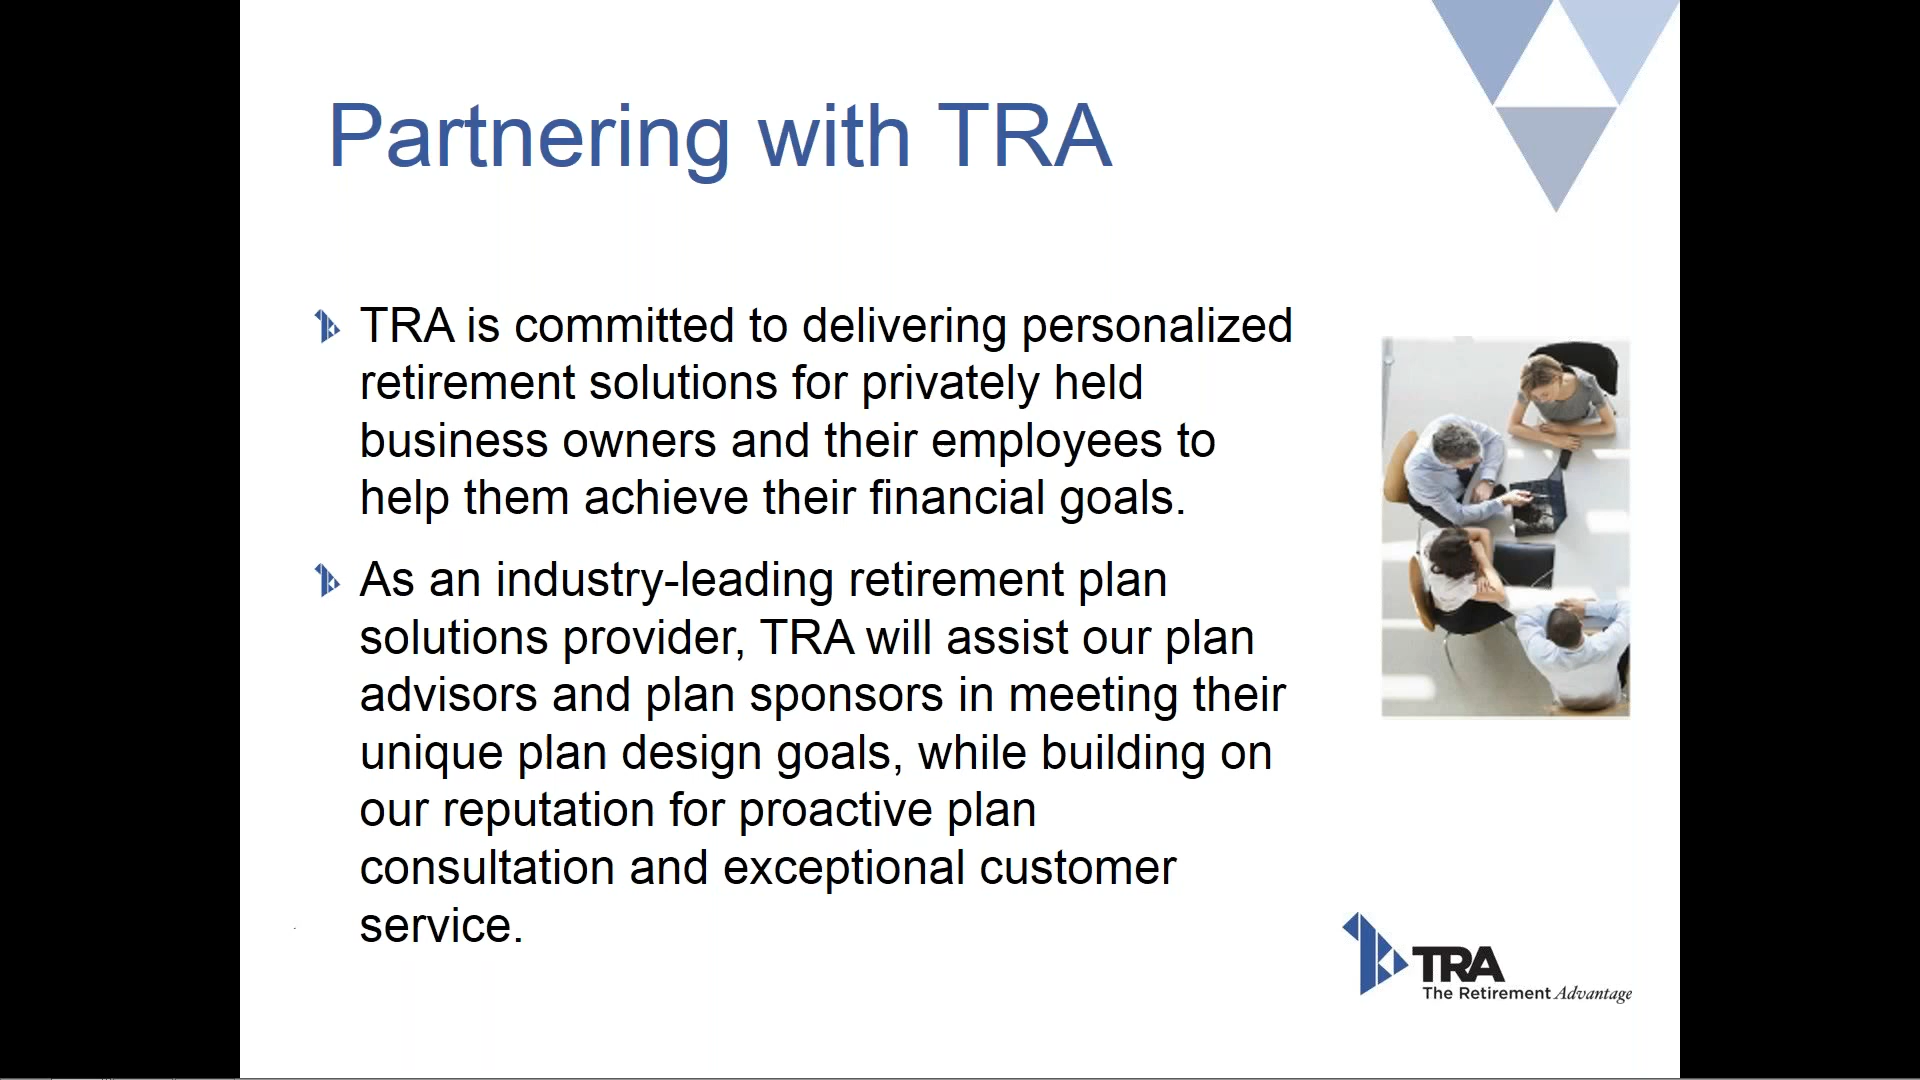 Partnering with TRA
TRA is committed to delivering personalized
retirement solutions for privately held
business owners and their employees to
help them achieve their financial goals.
As an industry-leading retirement plan
solutions provider, TRA will assist our plan
advisors and plan sponsors in meeting their
unique plan design goals, while building on
our reputation for proactive plan
consultation and exceptional customer
service.
TRA
The Retirement Advantage